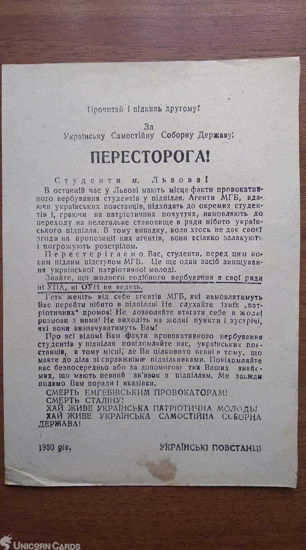 Прочитай і підкинь другому!
За
Українську Самостійну Соборну Державу!
ПЕРЕСТОРОГА!
Студенти м. Львова!
В останній час у Львові мають місце факти провокатив-
ного вербування студентів у підпілля. Агенти МГБ, вда-
ючи українських повстанців, підходять до окремих студен-
тів і, граючи на патріотичних почуттях, намовляють до
переходу на нелегальне становище в ряди нібито українсь-
кого підпілля. В тому випадку, коли хтось не дає своєї
згоди на пропозиції цих агентів, вони всіляко залякують
і погрожують розстрілом.
Перестерігаємо Вас, студенти, перед цим но-
вим підлим підступом МГБ. Це ще один засіб знищуван-
ня української патріотичної молоді.
Знайте, що жодного подібного вербування в свої ряди
ні УПА, ні ОУН не ведуть.
Геть женіть від себе агентів МГБ, які намовлятимуть
Вас перейти нібито в підпілля. Не слухайте їхніх „пат-
ріотичних" промов! Не дозволяйте втягати себе в жодні
розмови з ними! Не виходіть на жодні пункти і зустрічі,
які вони визначуватимуть Вам!
Про всі відомі Вам факти провокативного вербування
студентів у підпілля повідомляйте нас, українських пов-
станців, в тому місці, де Ви цілковито певні в тому, що
маєте до діла зі справжніми підпільниками. Повідомляйте нас
безпосередньо або за допомогою тих Ваших знайо-
мих, що мають певний зв'язок з підпіллям. Ми завжди
подамо Вам поради і вказівки.
СМЕРТЬ ЕМГЕБІВСЬКИМ ПРОВОКАТОРАМ!
СМЕРТЬ СТАЛІНУ!
ХАЙ ЖИВЕ УКРАЇНСЬКА ПАТРІОТИЧНА МОЛОДЬ!
ХАЙ ЖИВЕ УКРАЇНСЬКА САМОСТІЙНА СОБОРНА
ДЕРЖАВА!
1950 рік.
УКРАЇНСЬКІ ПОВСТАНЦІ
UNICORN CARDS